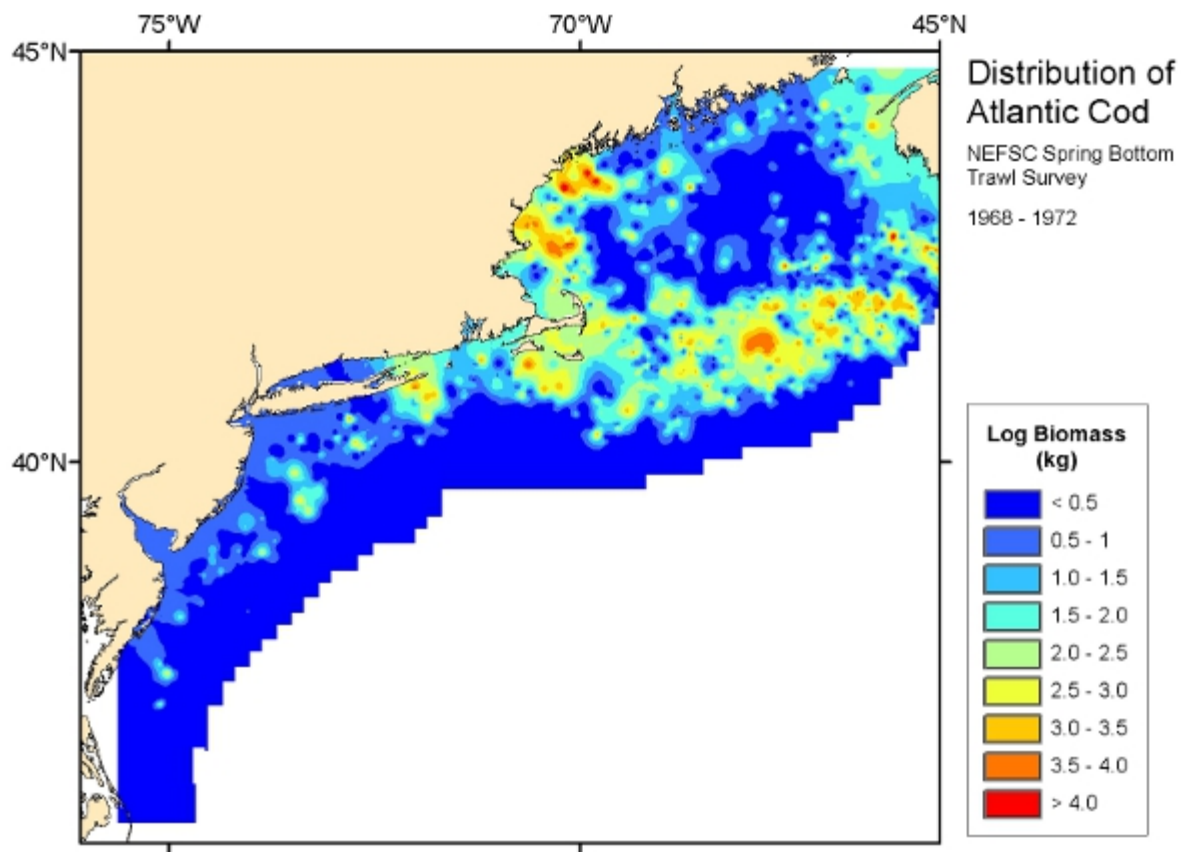 75°W
70°W
45°N
45°N
Distribution of
Atlantic Cod
NEFSC Spring Bottom
Trawl Survey
1968 - 1972
40°N
Log Biomass
(kg)
< 0.5
0.5 - 1
1.0 - 1.5
1.5 - 2.0
2.0 - 2.5
2.5 - 3.0
3.0 - 3.5
3.5 - 4.0
> 4.0